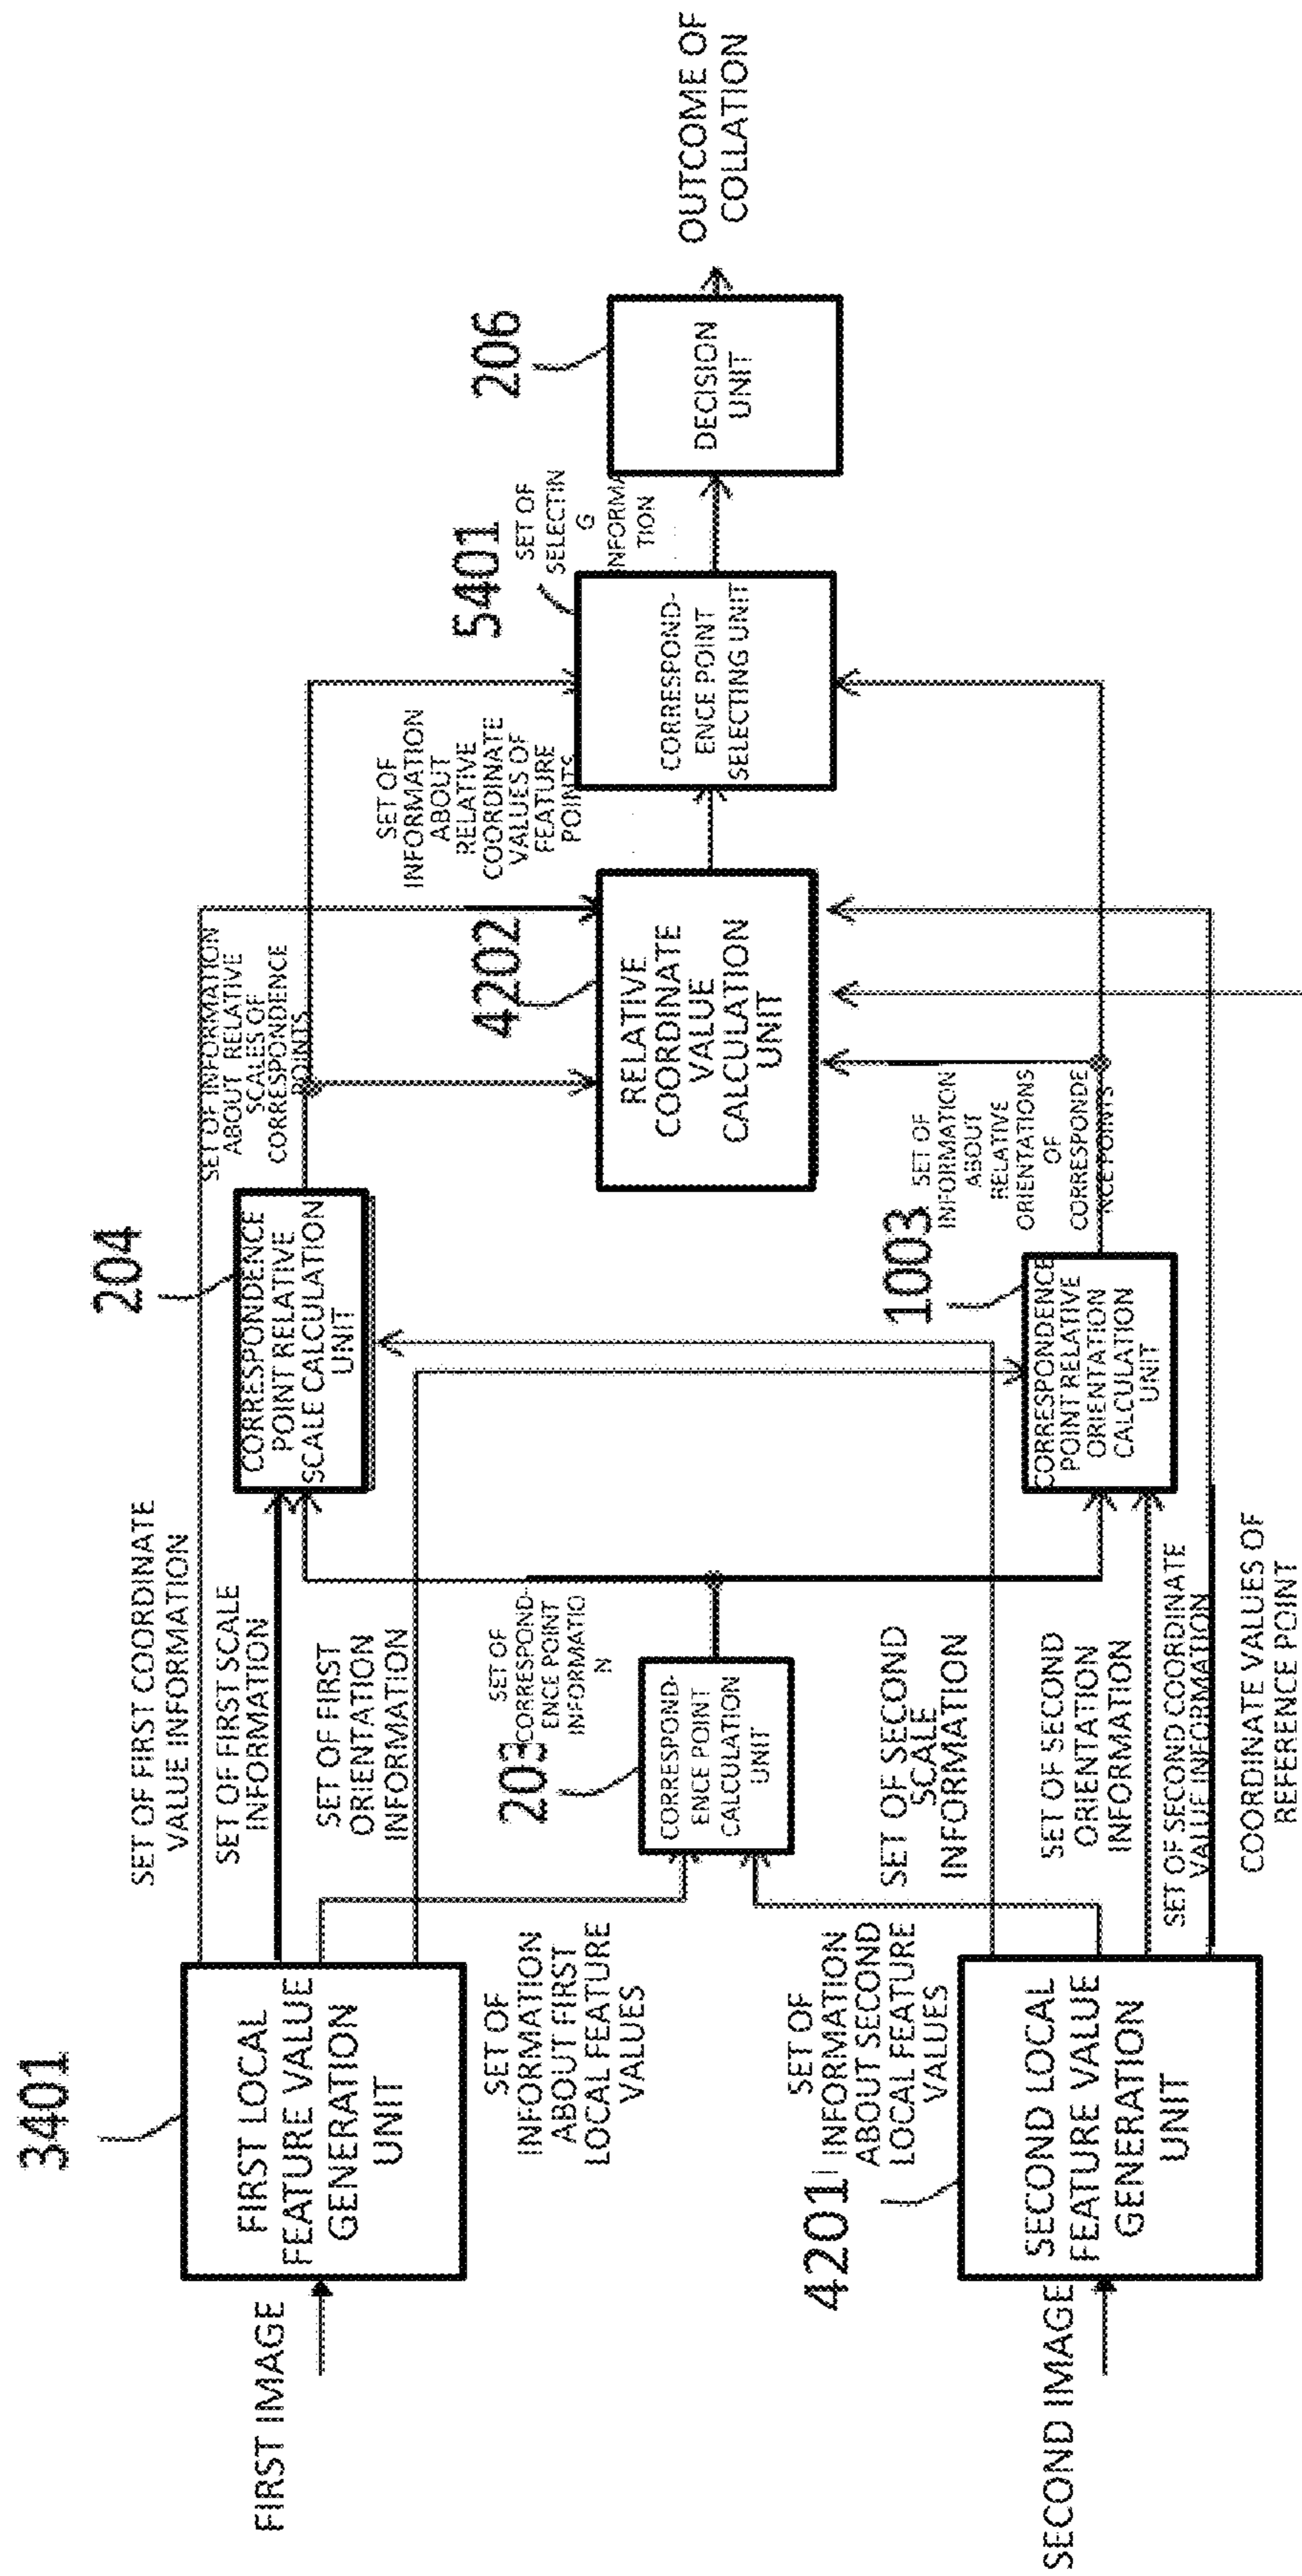 FIRST IMAGE
3401
FIRST LOCAL
FEATURE VALUE
GENERATION
UNIT
SET OF FIRST COORDINATE
VALUE INFORMATION
SET OF FIRST SCALE
INFORMATION
SET OF FIRST
ORIENTATION
INFORMATION
SET OF
INFORMATION
ABOUT FIRST
LOCAL FEATURE
VALUES
SECOND IMAGE
4201
SECOND LOCAL
FEATURE VALUE
GENERATION
UNIT
SET OF
INFORMATION
ABOUT SECOND
LOCAL FEATURE
VALUES
SET OF SECOND
SCALE
INFORMATION
SET OF SECOND
ORIENTATION
INFORMATION
SET OF SECOND COORDINATE
VALUE INFORMATION
COORDINATE VALUES OF
REFERENCE POINT
203
CORRESPOND-
ENCE POINT
CALCULATION
UNIT
SET OF
CORRESPOND-
ENCE POINT
INFORMATIO
N
204
CORRESPONDENCE
POINT RELATIVE
SCALE CALCULATION
UNIT
SET OF INFORMATION
ABOUT RELATIVE
SCALES OF
CORRESPONDENCE
POINTS
1003
CORRESPONDENCE
POINT RELATIVE
ORIENTATION
CALCULATION
UNIT
SET OF
INFORMATION
ABOUT
RELATIVE
ORIENTATIONS
OF
CORRESPONDE
NCE POINTS
4202
RELATIVE
COORDINATE
VALUE
CALCULATION
UNIT
SET OF
INFORMATION
ABOUT
RELATIVE
COORDINATE
VALUES OF
FEATURE
POINTS
5401
CORRESPOND-
ENCE POINT
SELECTING UNIT
SET OF
SELECTIN
G
INFORMA
TION
206
DECISION
UNIT
OUTCOME OF
COLLATION